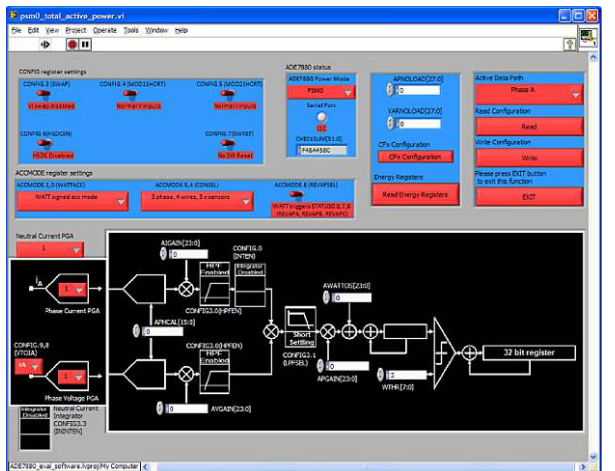 psm0_total_active_power.vi
File Edit View Project Operate Tools Window Help
CONFIG register settings
CONFIG.3 (SWAP)
VI swap disabled
CONFIG.4 (MOD1SHORT)
Normal V Inputs
CONFIG.5 (MOD2SHORT)
Normal I Inputs
CONFIG.6(HSDCEN)
HSDC Disabled
CONFIG.7(SWRST)
No SW Reset
ADE7880 status
ADE7880 Power Mode
PSM0
Serial Port
I2C
CHECKSUM[31:0]
APNOLOAD[27:0]
0
VARNOLOAD[27:0]
0
CFx Configuration
CFx Configuration
Energy Registers
Read Energy Registers
Active Data Path
Phase A
Read Configuration
Read
Write Configuration
Write
Please press EXIT button
to exit this function
EXIT
ACCMODE register settings
ACCMODE.1,0 (WATTACC)
WATT signed acc mode
ACCMODE.5,4 (CONSEL)
3 phase, 4 wires, 3 v sensors
ACCMODE.6 (REVAPSEL)
WATT triggers STATUS0.8,7,6
(REVAPA, REVAPB, REVAPC)
Neutral Current PGA
1
AIGAIN[23:0]
0
HPF
Enabled
CONFIG3.0(HPFEN)
CONFIG.0
(INTEN)
Integrator
Disabled
iA
1
Phase Current PGA
APHCAL[15:0]
0
CONFIG.9,8
(VTOIA)
VA
1
Phase Voltage PGA
CONFIG3.0(HPFEN)
HPF
Enabled
AVGAIN[23:0]
0
Short
Settling
CONFIG3.1
(LPFSEL)
AWATTOS[23:0]
0
APGAIN[23:0]
0
WTHR[7:0]
32 bit register
Integrator
Disabled
Neutral Current
Integrator
CONFIG3.3
(ININTEN)
ADE7880_eval_software.lvproj/My Computer